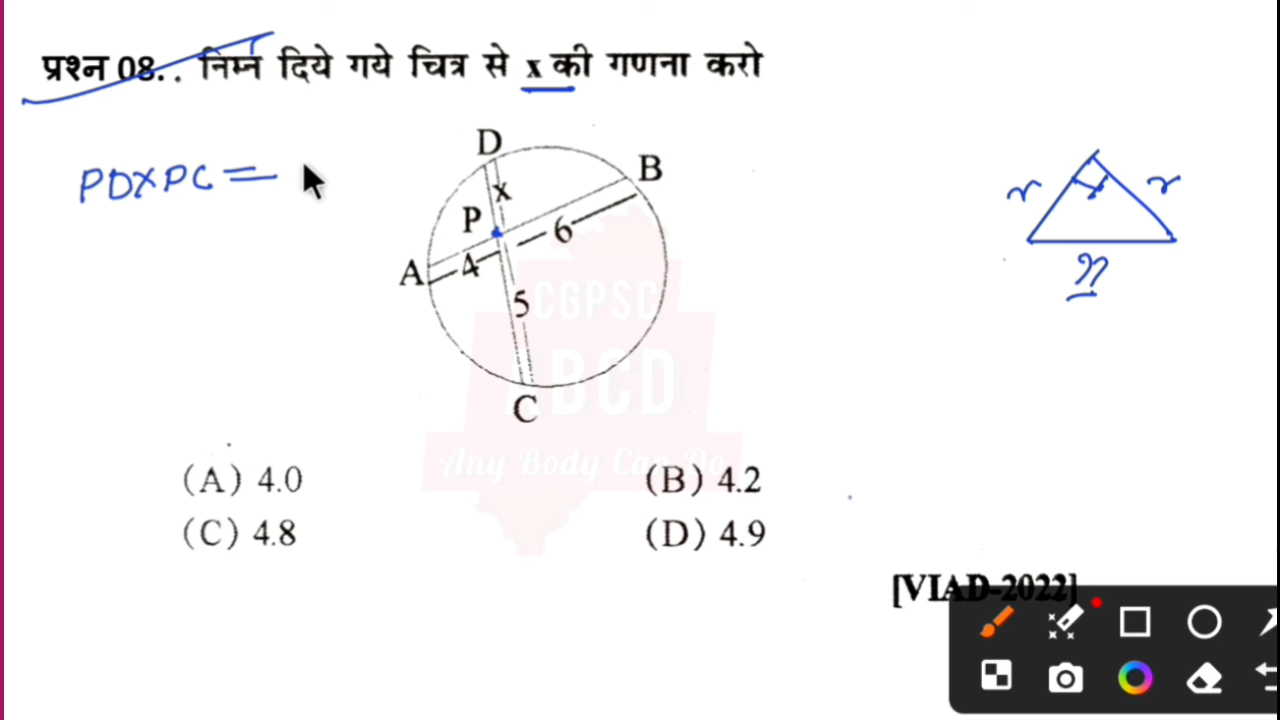 प्रश्न 08.. निम्न दिये गये चित्र से x की गणना करो
PD×PC =
D
B
x
P
6
A
4
5
C
r
r
??
CGPSC
ABCD
Any Body Can Do
(A) 4.0
(B) 4.2
(C) 4.8
(D) 4.9
[VIAD-2022]